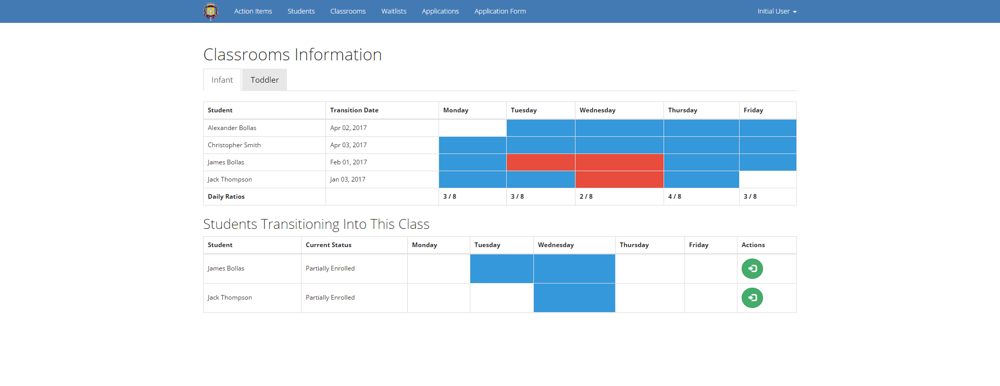 Action Items Students Classrooms Waitlists Applications Application Form Initial User
Classrooms Information
Infant Toddler
Student Transition Date Monday Tuesday Wednesday Thursday Friday
Alexander Bollas Apr 02, 2017
Christopher Smith Apr 03, 2017
James Bollas Feb 01, 2017
Jack Thompson Jan 03, 2017
Daily Ratios 3 / 8 3 / 8 2 / 8 4 / 8 3 / 8
Students Transitioning Into This Class
Student Current Status Monday Tuesday Wednesday Thursday Friday Actions
James Bollas Partially Enrolled
Jack Thompson Partially Enrolled